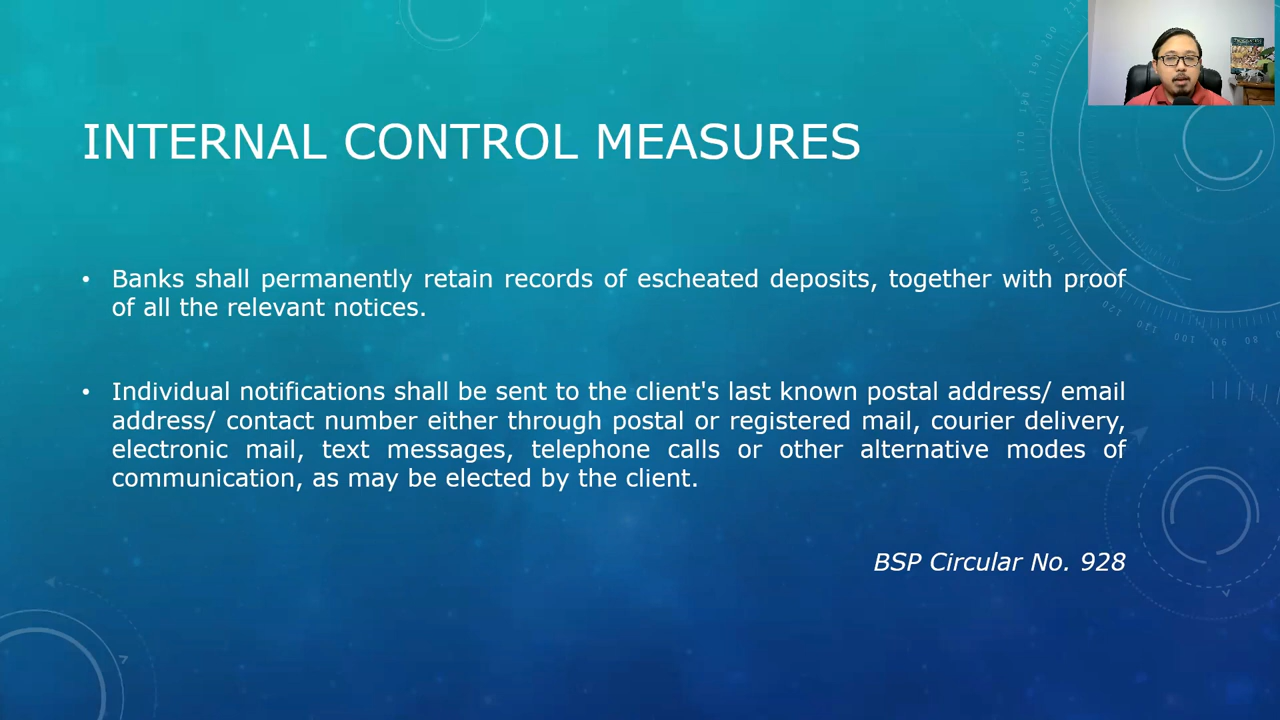 INTERNAL CONTROL MEASURES
• Banks shall permanently retain records of escheated deposits, together with proof
of all the relevant notices.
• Individual notifications shall be sent to the client's last known postal address/ email
address/ contact number either through postal or registered mail, courier delivery,
electronic mail, text messages, telephone calls or other alternative modes of
communication, as may be elected by the client.
BSP Circular No. 928